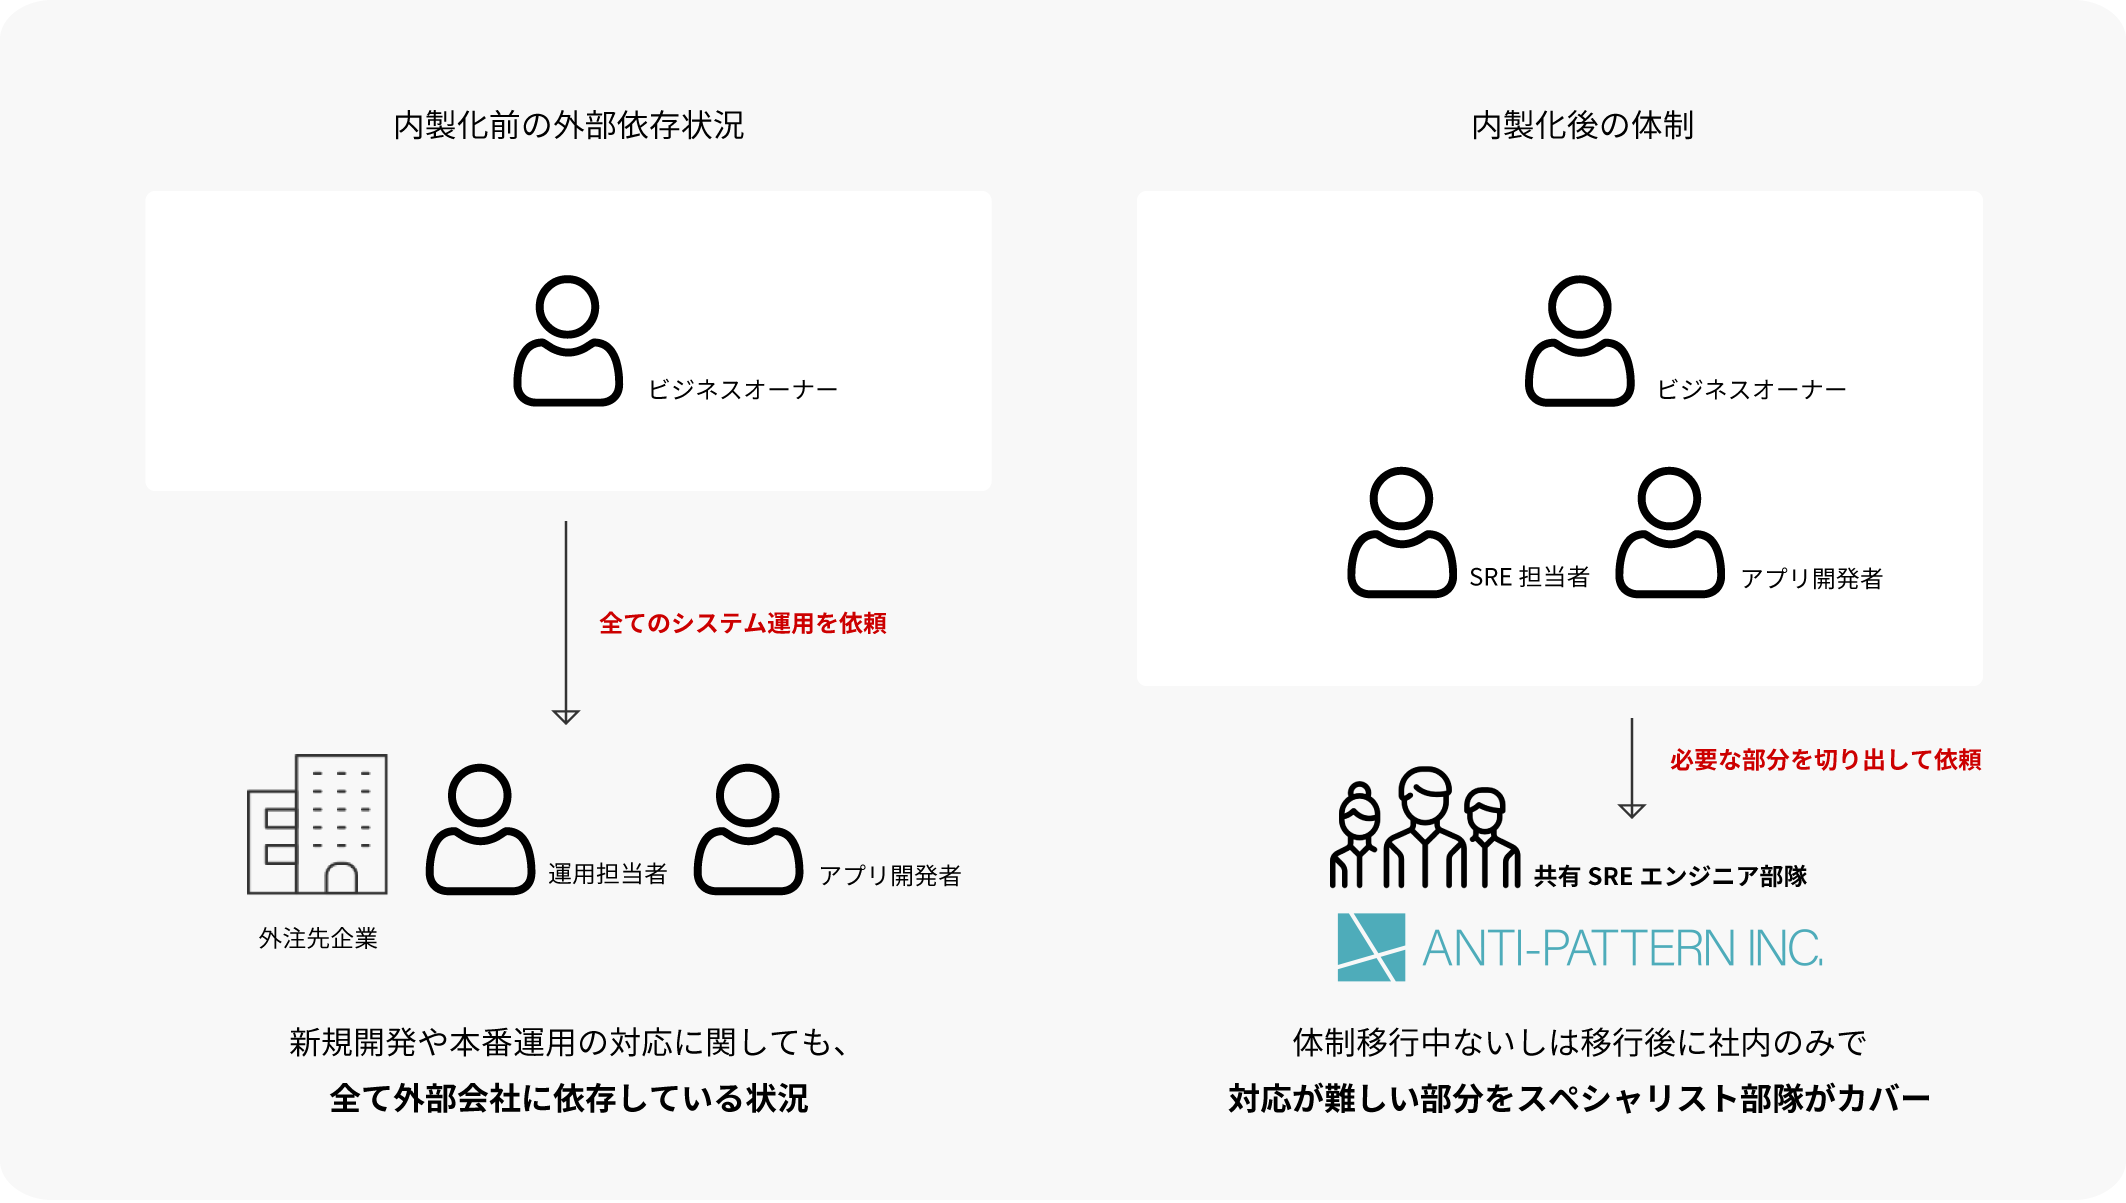 内製化前の外部依存状況
ビジネスオーナー
全てのシステム運用を依頼
運用担当者
アプリ開発者
外注先企業
新規開発や本番運用の対応に関しても、
全て外部会社に依存している状況
内製化後の体制
ビジネスオーナー
SRE 担当者
アプリ開発者
必要な部分を切り出して依頼
共有 SRE エンジニア部隊
ANTI-PATTERN INC.
体制移行中ないしは移行後に社内のみで
対応が難しい部分をスペシャリスト部隊がカバー